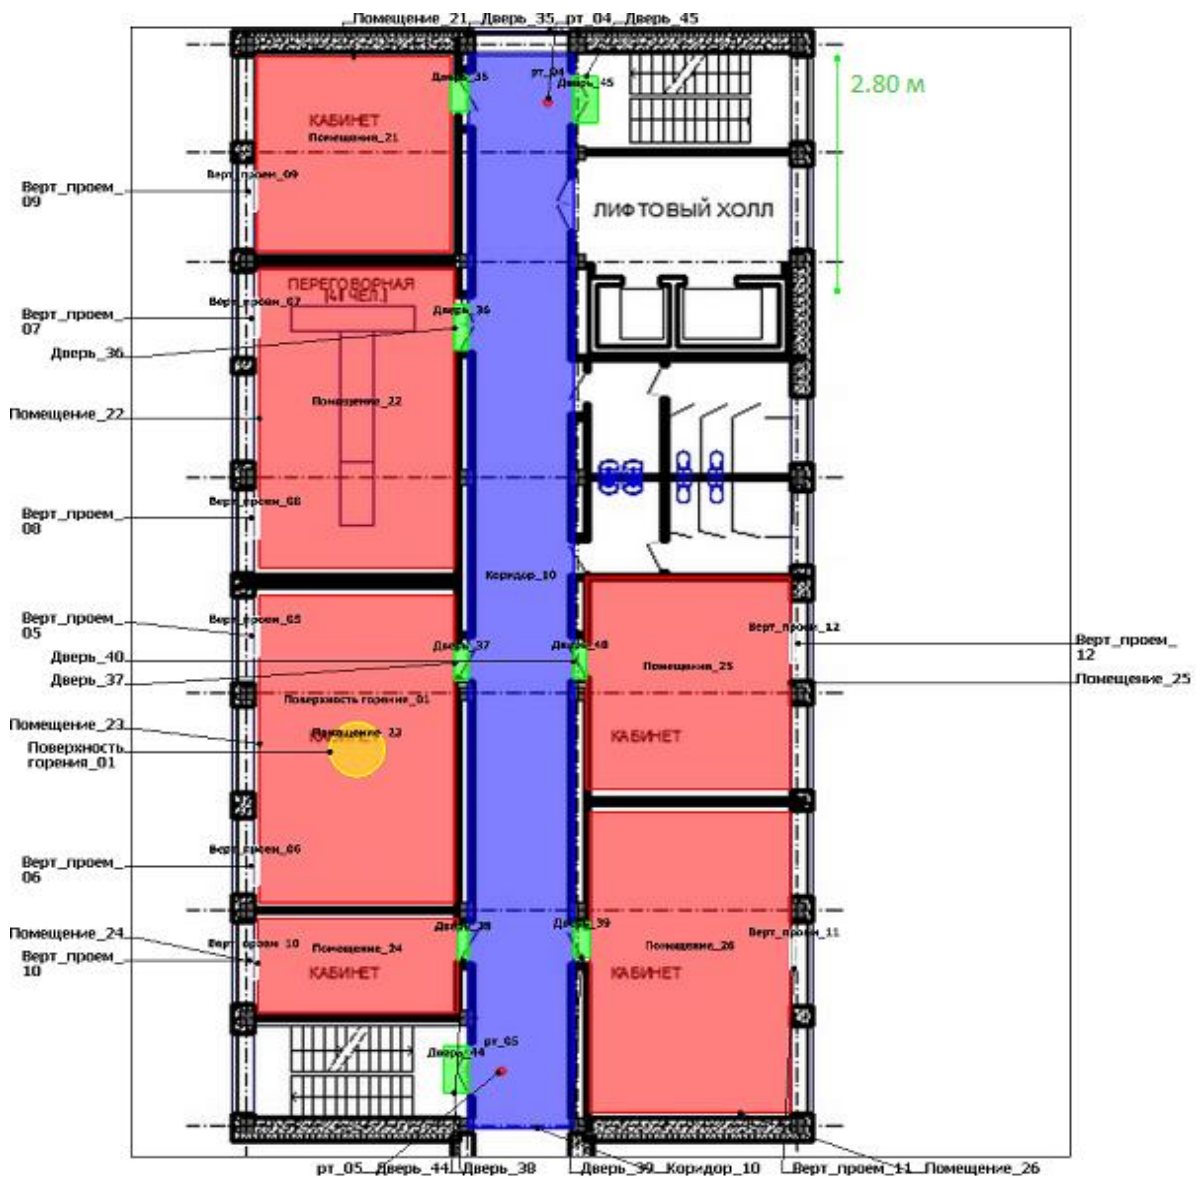 Помещение_21 Дверь_35 рт_04 Дверь_45
2.80 м
Дверь_35
рт_04
Дверь_45
КАБИНЕТ
Помещение_21
Верт_проем_09
Верт_проем_
09
ЛИФТОВЫЙ ХОЛЛ
ПЕРЕГОВОРНАЯ
Верт_проем_07
Верт_проем_
07
Дверь_36
Дверь_36
Помещение_22
Помещение_22
Верт_проем_08
Верт_проем_
08
Коридор_10
Верт_проем_05
Верт_проем_
05
Верт_проем_12
Верт_проем_
12
Дверь_37
Дверь_40
Дверь_40
Дверь_37
Помещение_25
Помещение_25
Поверхность горения_01
Помещение_23
Помещение_23
КАБИНЕТ
КАБИНЕТ
Поверхность
горения_01
Верт_проем_06
Верт_проем_
06
Дверь_38
Дверь_39
Помещение_24
Верт_проем_10
Верт_проем_
10
Помещение_24
Помещение_26
Верт_проем_11
КАБИНЕТ
КАБИНЕТ
рт_05
Дверь_44
рт_05 Дверь_44 Дверь_38 Дверь_39 Коридор_10 Верт_проем_11 Помещение_26